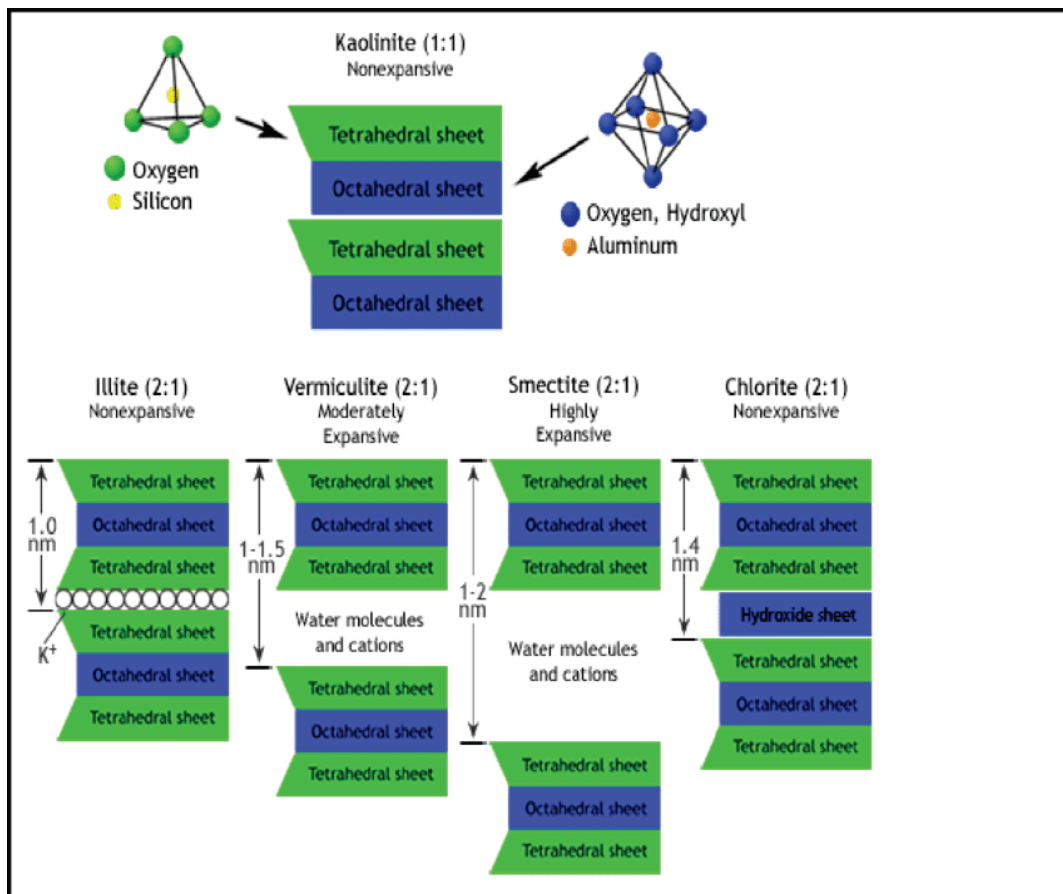 Kaolinite (1:1)
Nonexpansive
Oxygen
Silicon
Tetrahedral sheet
Octahedral sheet
Tetrahedral sheet
Octahedral sheet
Oxygen, Hydroxyl
Aluminum
Illite (2:1)
Nonexpansive
1.0
nm
Tetrahedral sheet
Octahedral sheet
Tetrahedral sheet
K+
Tetrahedral sheet
Octahedral sheet
Tetrahedral sheet
Vermiculite (2:1)
Moderately
Expansive
1-1.5
nm
Tetrahedral sheet
Octahedral sheet
Tetrahedral sheet
Water molecules
and cations
Tetrahedral sheet
Octahedral sheet
Tetrahedral sheet
Smectite (2:1)
Highly
Expansive
1-2
nm
Tetrahedral sheet
Octahedral sheet
Tetrahedral sheet
Water molecules
and cations
Tetrahedral sheet
Octahedral sheet
Tetrahedral sheet
Chlorite (2:1)
Nonexpansive
1.4
nm
Tetrahedral sheet
Octahedral sheet
Tetrahedral sheet
Hydroxide sheet
Tetrahedral sheet
Octahedral sheet
Tetrahedral sheet